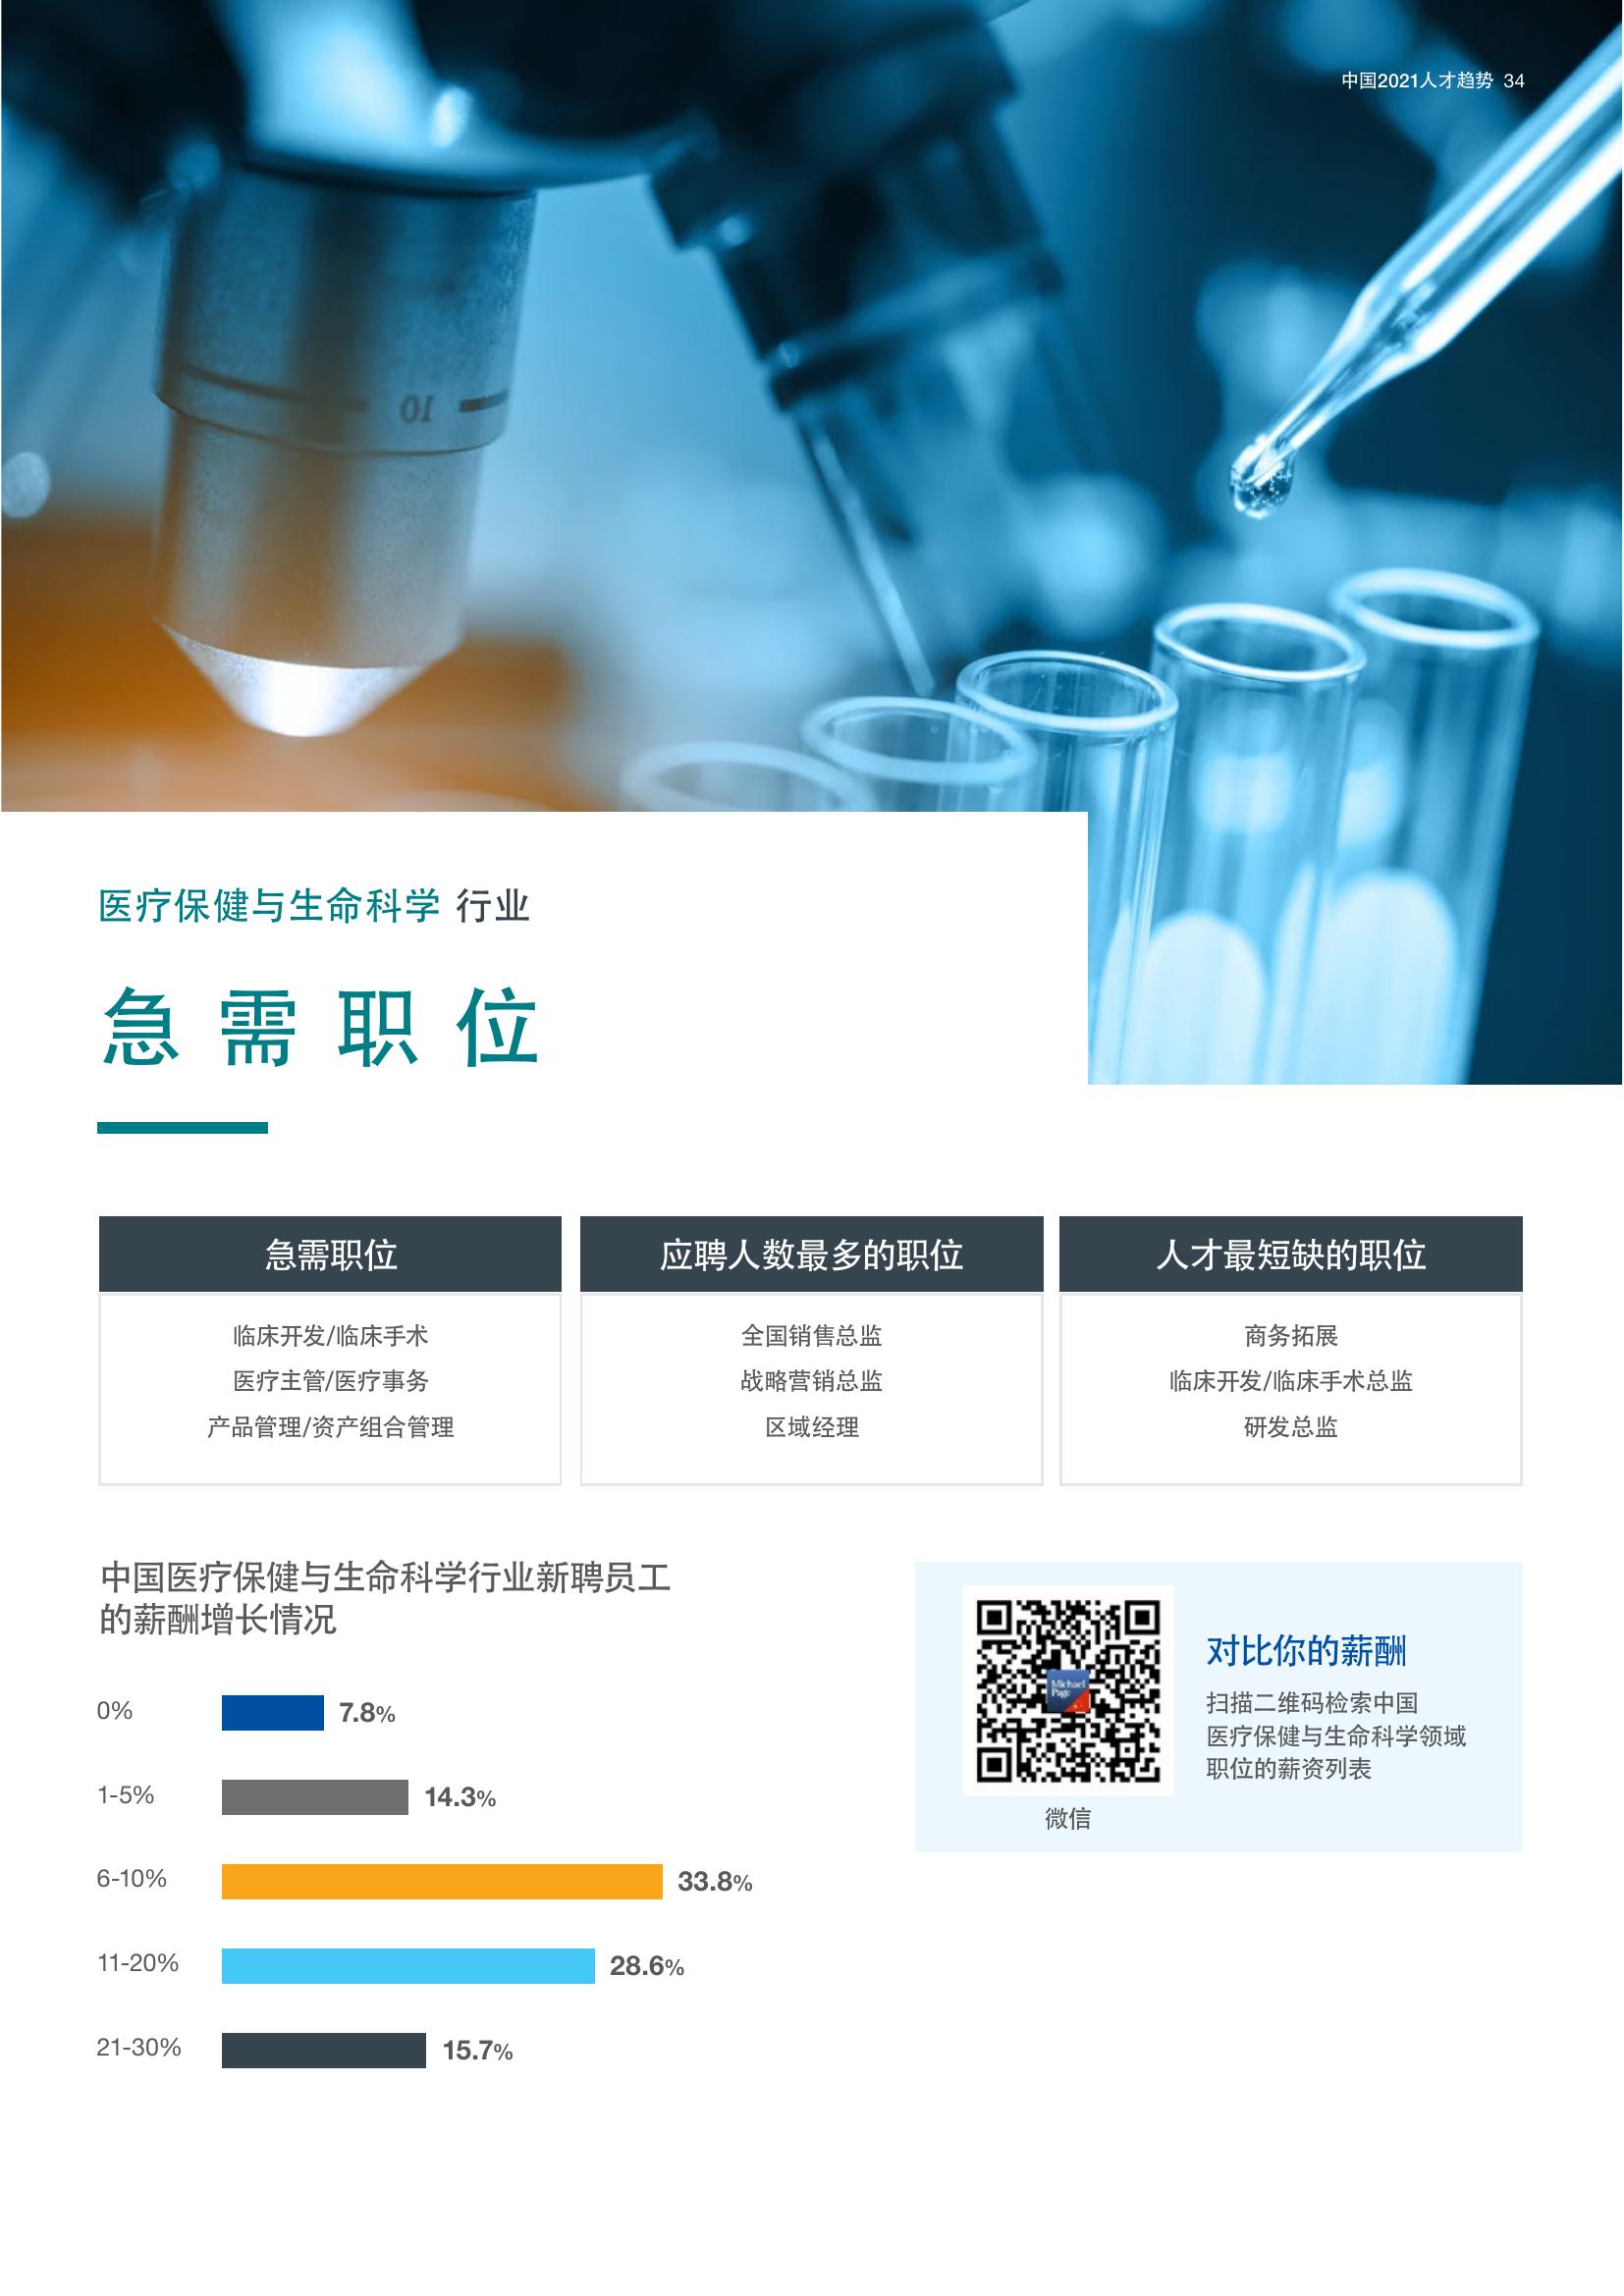 中国2021人才趋势 34
10
医疗保健与生命科学 行业
急需职位
急需职位
临床开发/临床手术
医疗主管/医疗事务
产品管理/资产组合管理
应聘人数最多的职位
全国销售总监
战略营销总监
区域经理
人才最短缺的职位
商务拓展
临床开发/临床手术总监
研发总监
中国医疗保健与生命科学行业新聘员工
的薪酬增长情况
0% 7.8%
1-5% 14.3%
6-10% 33.8%
11-20% 28.6%
21-30% 15.7%
Michael
Page
微信
对比你的薪酬
扫描二维码检索中国
医疗保健与生命科学领域
职位的薪资列表